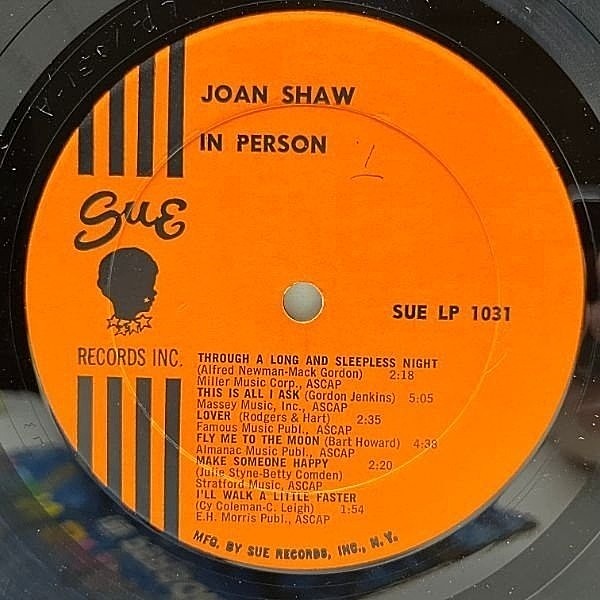 JOAN SHAW
IN PERSON
Sue
RECORDS INC.
SUE LP 1031
THROUGH A LONG AND SLEEPLESS NIGHT
(Alfred Newman-Mack Gordon) 2:18
Miller Music Corp., ASCAP
THIS IS ALL I ASK (Gordon Jenkins) 5:05
Massey Music, Inc., ASCAP
LOVER (Rodgers & Hart) 2:35
Famous Music Publ., ASCAP
FLY ME TO THE MOON (Bart Howard) 4:33
Almanac Music Publ., ASCAP
MAKE SOMEONE HAPPY 2:20
(Julie Styne-Betty Comden)
Stratford Music, ASCAP
I'LL WALK A LITTLE FASTER
(Cy Coleman-C. Leigh) 1:54
E.H. Morris Publ., ASCAP
MFG. BY SUE RECORDS, INC., N.Y.